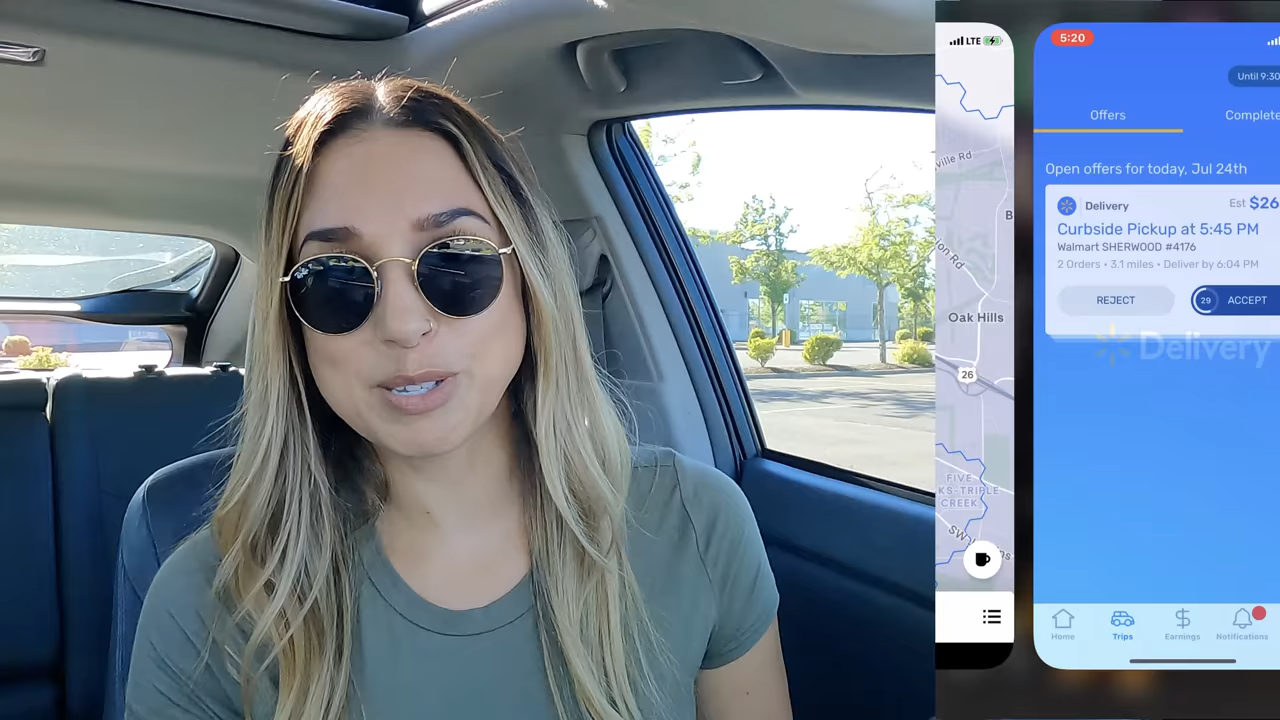 LTE
ville Rd
B
Oak Hills
26
FIVE
KS-TRIPLE
CREEK
SW
5:20
Until 9:30
Offers
Complete
Open offers for today, Jul 24th
Delivery
Est $26
Curbside Pickup at 5:45 PM
Walmart SHERWOOD #4176
2 Orders • 3.1 miles • Deliver by 6:04 PM
REJECT
29 ACCEPT
Delivery
Home
Trips
Earnings
Notifications